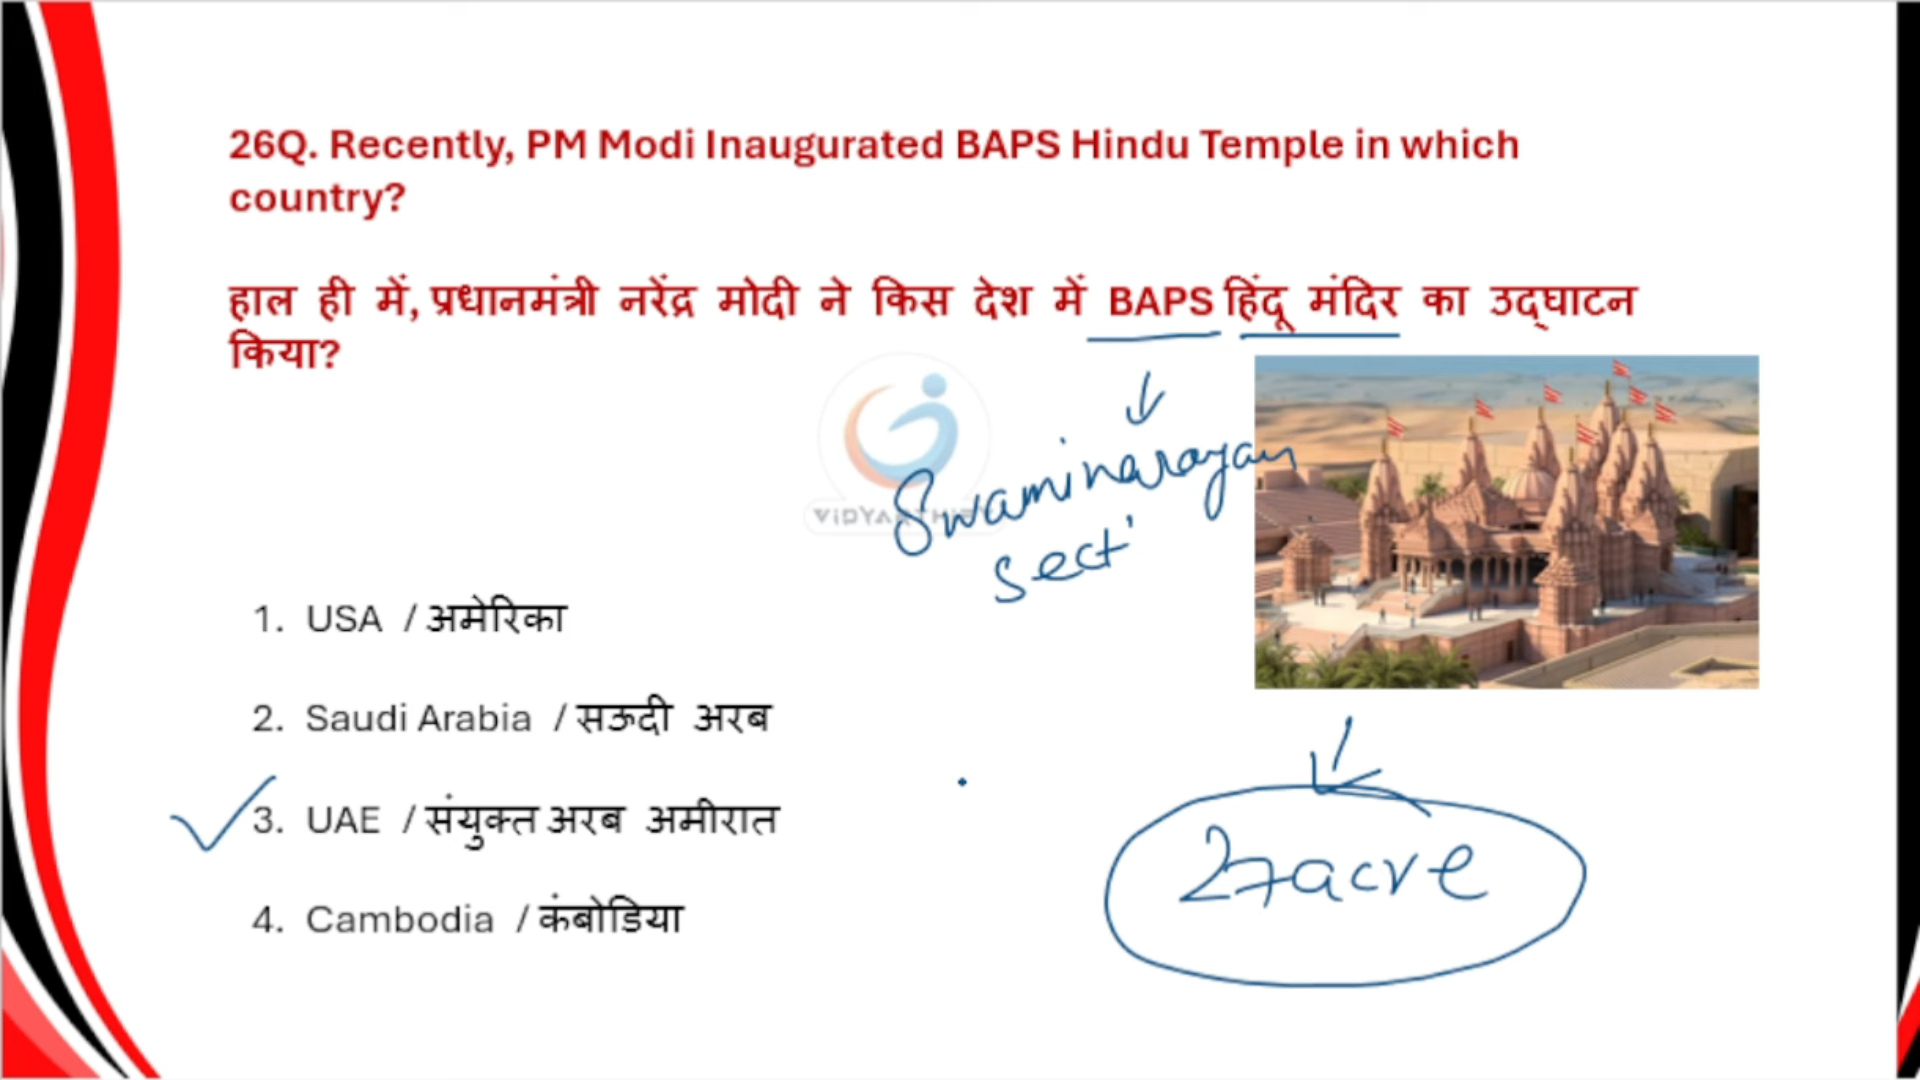 26Q. Recently, PM Modi Inaugurated BAPS Hindu Temple in which
country?
हाल ही में, प्रधानमंत्री नरेंद्र मोदी ने किस देश में BAPS हिंदू मंदिर का उद्घाटन
किया?
Swaminarayan
sect
1. USA / अमेरिका
2. Saudi Arabia / सऊदी अरब
3. UAE / संयुक्त अरब अमीरात
4. Cambodia / कंबोडिया
27acre